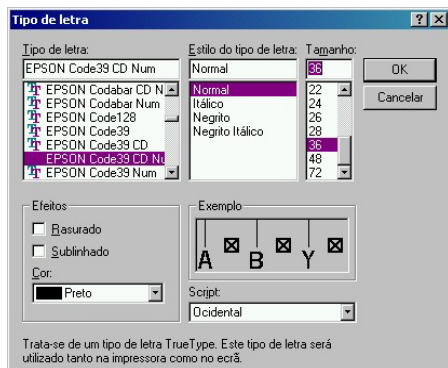 Tipo de letra
Tipo de letra:
EPSON Code39 CD Num
EPSON Codabar CD N
EPSON Codabar Num
EPSON Code128
EPSON Code39
EPSON Code39 CD
EPSON Code39 CD Nu
EPSON Code39 Num
Estilo do tipo de letra:
Normal
Normal
Itálico
Negrito
Negrito Itálico
Tamanho:
36
22
24
26
28
36
48
72
OK
Cancelar
Efeitos
Rasurado
Sublinhado
Cor:
Preto
Exemplo
A B Y
Script:
Ocidental
Trata-se de um tipo de letra TrueType. Este tipo de letra será
utilizado tanto na impressora como no ecrã.